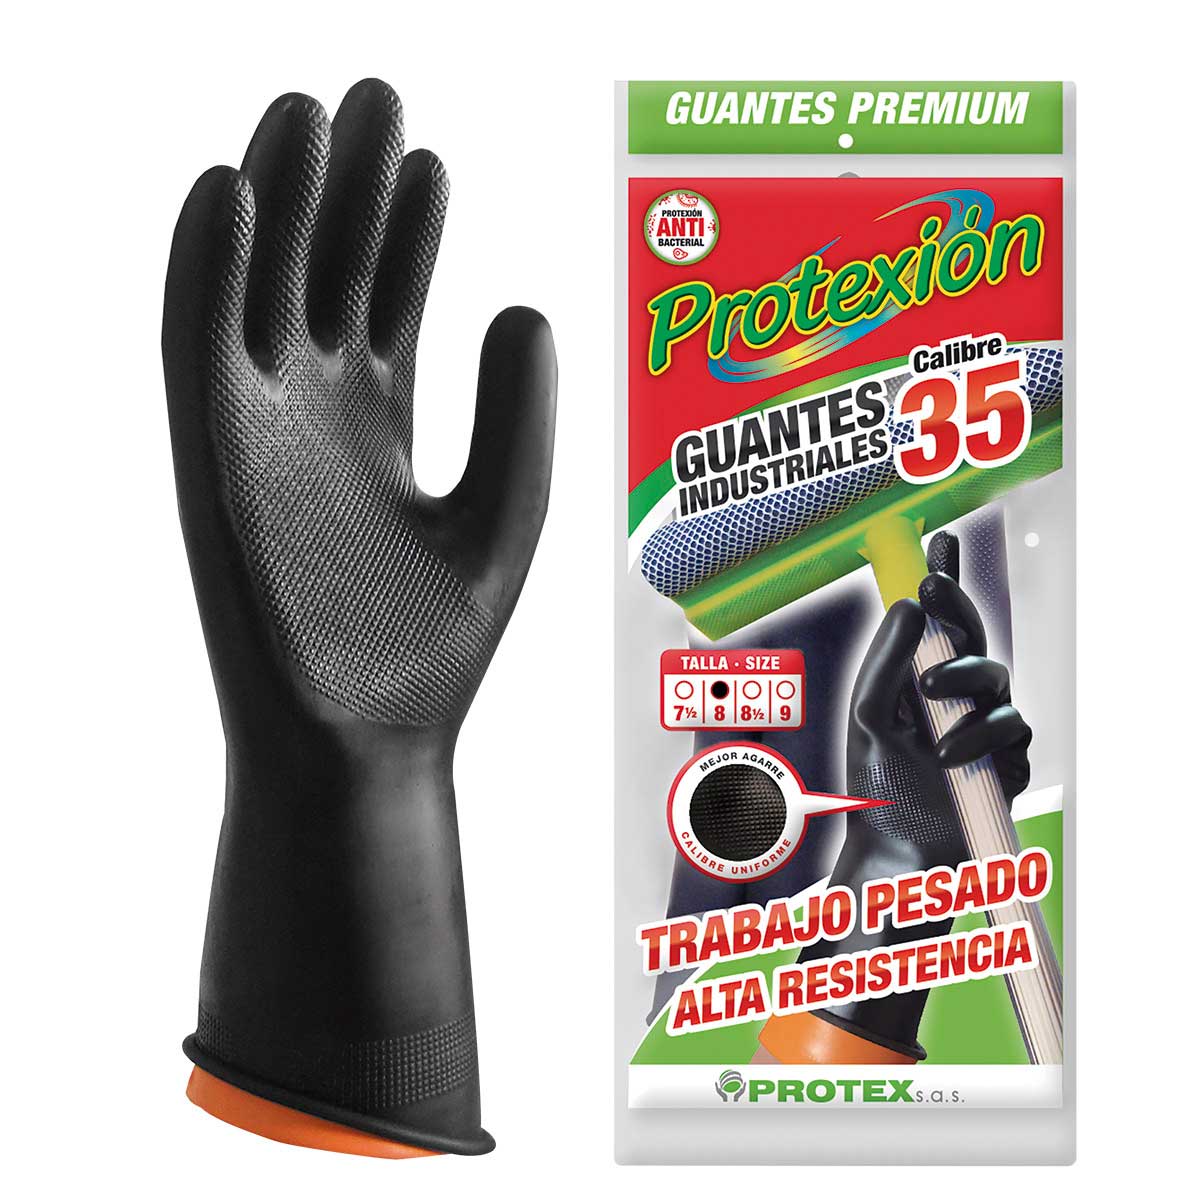 GUANTES PREMIUM
PROTEXIÓN
ANTI
BACTERIAL
Protexión
Calibre
35
GUANTES
INDUSTRIALES
TALLA · SIZE
7½ 8 8½ 9
MEJOR AGARRE
CALIBRE UNIFORME
TRABAJO PESADO
ALTA RESISTENCIA
PROTEX s.a.s.